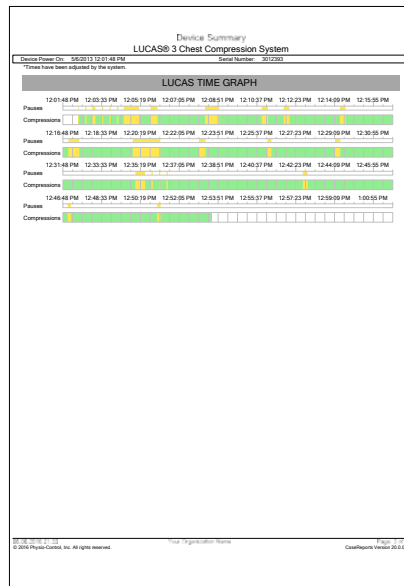 Device Summary
LUCAS® 3 Chest Compression System
Device Power On: 5/6/2013 12:01:48 PM Serial Number: 3012393
*Times have been adjusted by the system.
LUCAS TIME GRAPH
12:01:48 PM 12:03:33 PM 12:05:19 PM 12:07:05 PM 12:08:51 PM 12:10:37 PM 12:12:23 PM 12:14:09 PM 12:15:55 PM
Pauses
Compressions
12:16:48 PM 12:18:33 PM 12:20:19 PM 12:22:05 PM 12:23:51 PM 12:25:37 PM 12:27:23 PM 12:29:09 PM 12:30:55 PM
Pauses
Compressions
12:31:48 PM 12:33:33 PM 12:35:19 PM 12:37:05 PM 12:38:51 PM 12:40:37 PM 12:42:23 PM 12:44:09 PM 12:45:55 PM
Pauses
Compressions
12:46:48 PM 12:48:33 PM 12:50:19 PM 12:52:05 PM 12:53:51 PM 12:55:37 PM 12:57:23 PM 12:59:09 PM 1:00:55 PM
Pauses
Compressions
Your Organization Name Page
© 2016 Physio-Control, Inc. All rights reserved. CaseReports Version